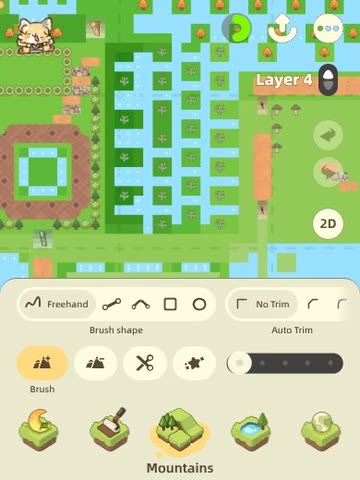 Layer 4
2D
Freehand
No Trim
Brush shape
Auto Trim
Brush
Mountains